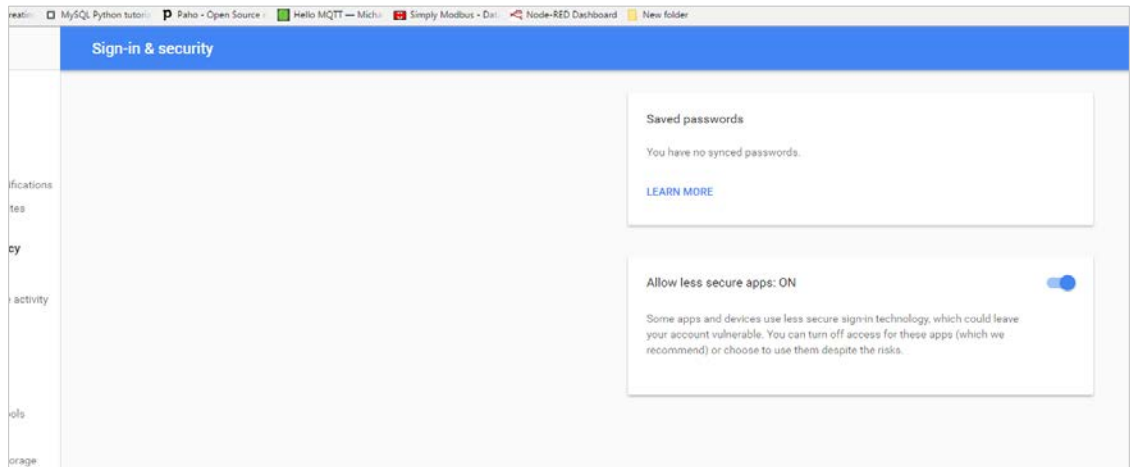 MySQL Python tutoria Paho - Open Source Hello MQTT — Micha Simply Modbus - Dat Node-RED Dashboard New folder
Sign-in & security
Saved passwords
You have no synced passwords.
LEARN MORE
ifications
tes
cy
Allow less secure apps: ON
activity
Some apps and devices use less secure sign-in technology, which could leave
your account vulnerable. You can turn off access for these apps (which we
recommend) or choose to use them despite the risks.
ols
orage